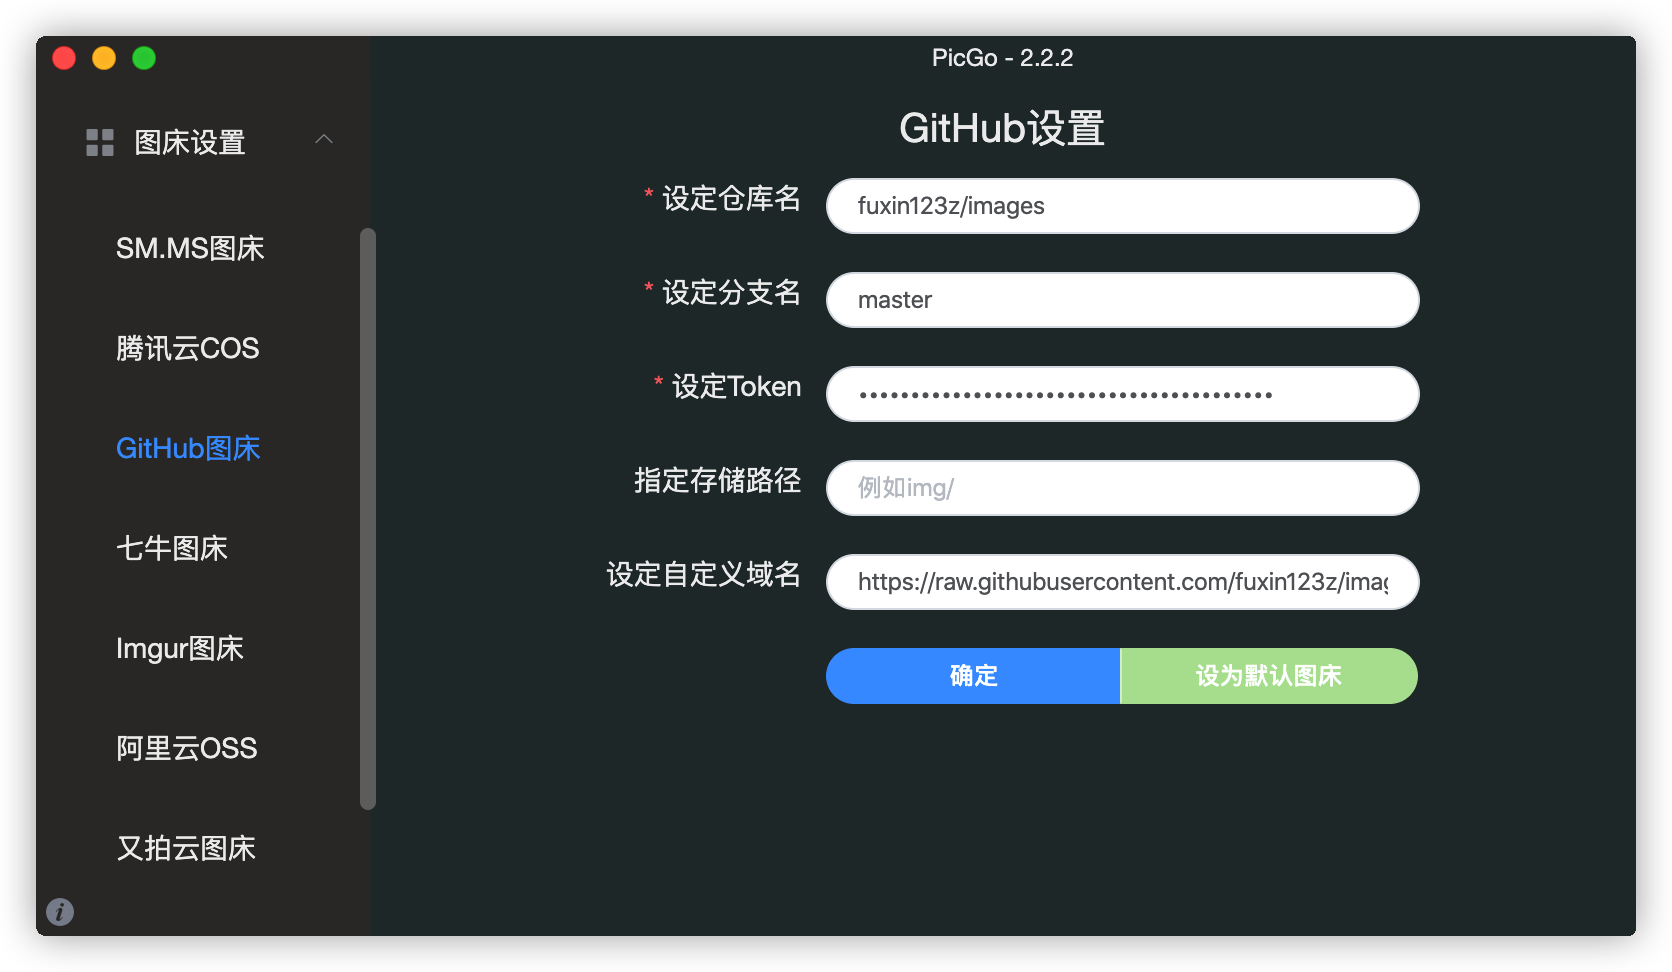 PicGo - 2.2.2
图床设置
SM.MS图床
腾讯云COS
GitHub图床
七牛图床
Imgur图床
阿里云OSS
又拍云图床
GitHub设置
* 设定仓库名
fuxin123z/images
* 设定分支名
master
* 设定Token
••••••••••••••••••••••••••••••••••••••••
指定存储路径
例如img/
设定自定义域名
https://raw.githubusercontent.com/fuxin123z/imag
确定
设为默认图床